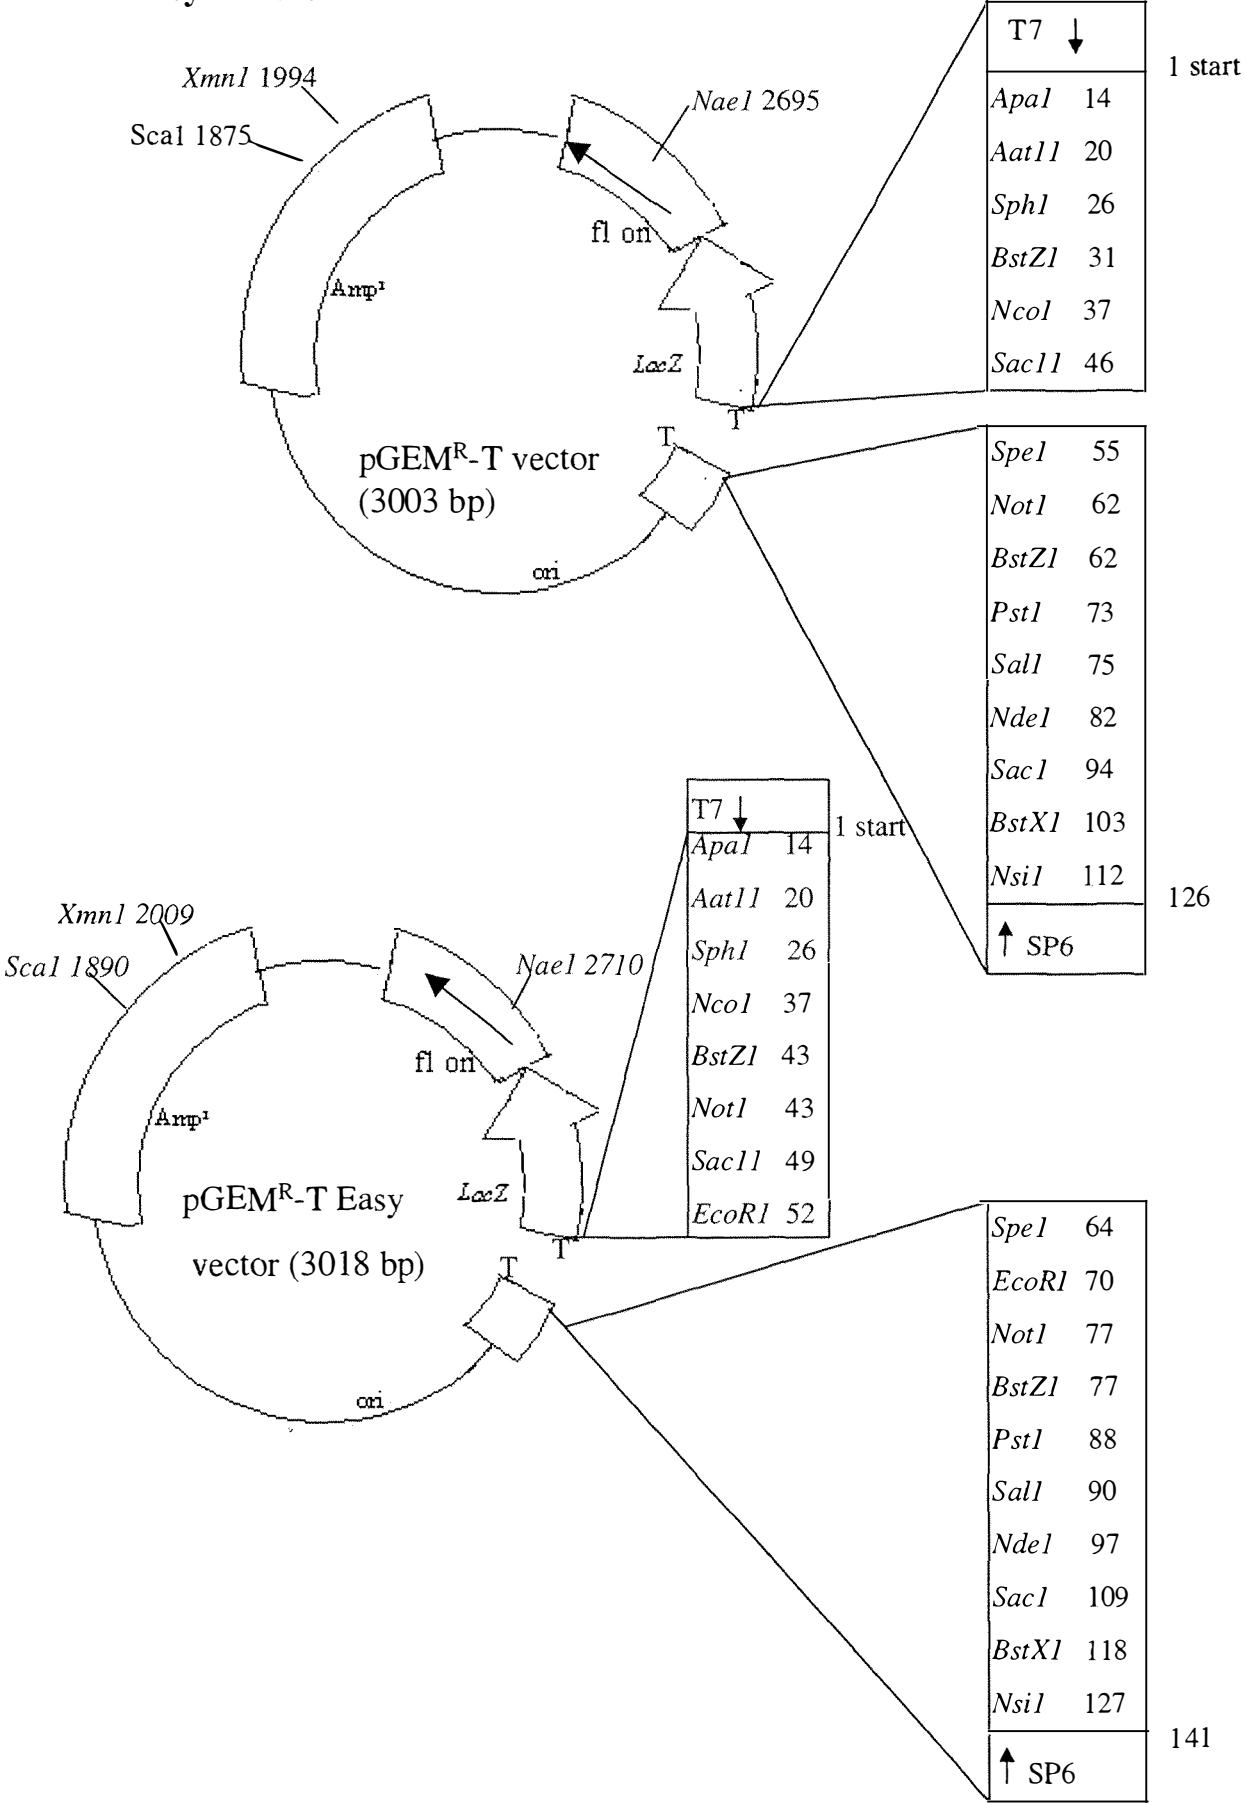 T7 ↓
1 start
Xmn1 1994
Sca1 1875
Nae1 2695
Apa1 14
Aat11 20
Sph1 26
BstZ1 31
Nco1 37
Sac11 46
f1 ori
Ampʳ
LacZ
T
T
pGEMᴿ-T vector
(3003 bp)
ori
Spe1 55
Not1 62
BstZ1 62
Pst1 73
Sal1 75
Nde1 82
Sac1 94
BstX1 103
Nsi1 112
126
↑ SP6
T7 ↓
1 start
Apa1 14
Aat11 20
Sph1 26
Nco1 37
BstZ1 43
Not1 43
Sac11 49
EcoR1 52
Xmn1 2009
Sca1 1890
Nae1 2710
f1 ori
Ampʳ
LacZ
T
T
pGEMᴿ-T Easy
vector (3018 bp)
ori
Spe1 64
EcoR1 70
Not1 77
BstZ1 77
Pst1 88
Sal1 90
Nde1 97
Sac1 109
BstX1 118
Nsi1 127
141
↑ SP6